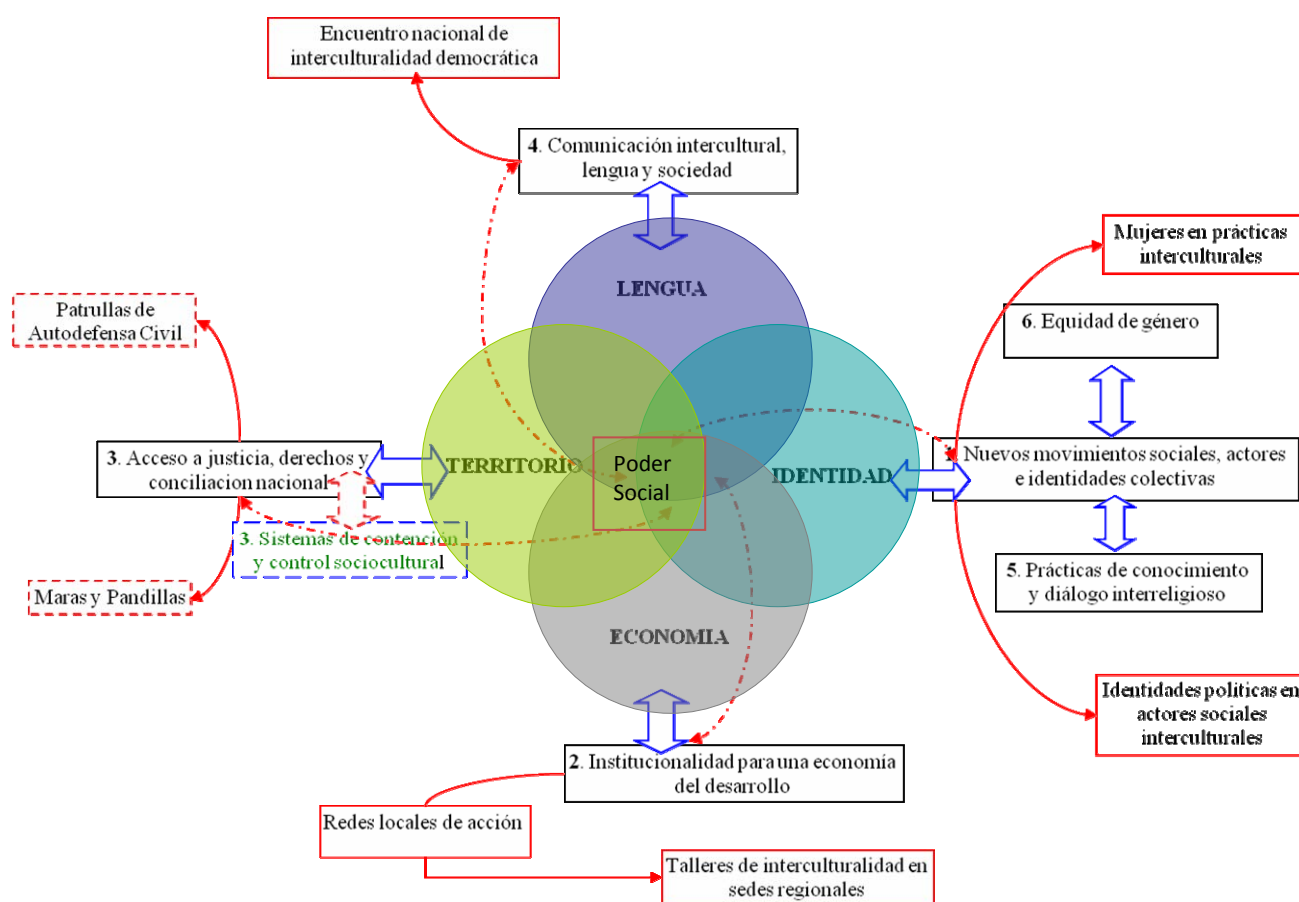 Encuentro nacional de
interculturalidad democrática
4. Comunicación intercultural,
lengua y sociedad
LENGUA
Mujeres en prácticas
interculturales
Patrullas de
Autodefensa Civil
6. Equidad de género
3. Acceso a justicia, derechos y
conciliacion nacional
TERRITORIO
Poder
Social
IDENTIDAD
1. Nuevos movimientos sociales, actores
e identidades colectivas
3. Sistemas de contención
y control sociocultural
Maras y Pandillas
5. Prácticas de conocimiento
y diálogo interreligioso
ECONOMIA
Identidades políticas en
actores sociales
interculturales
2. Institucionalidad para una economía
del desarrollo
Redes locales de acción
Talleres de interculturalidad en
sedes regionales